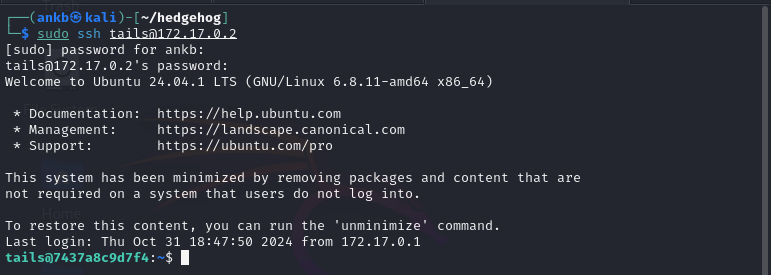 ┌──(ankb㉿kali)-[~/hedgehog]
└─$ sudo ssh tails@172.17.0.2
[sudo] password for ankb:
tails@172.17.0.2's password:
Welcome to Ubuntu 24.04.1 LTS (GNU/Linux 6.8.11-amd64 x86_64)
* Documentation:  https://help.ubuntu.com
* Management:     https://landscape.canonical.com
* Support:        https://ubuntu.com/pro
This system has been minimized by removing packages and content that are
not required on a system that users do not log into.
To restore this content, you can run the 'unminimize' command.
Last login: Thu Oct 31 18:47:50 2024 from 172.17.0.1
tails@7437a8c9d7f4:~$